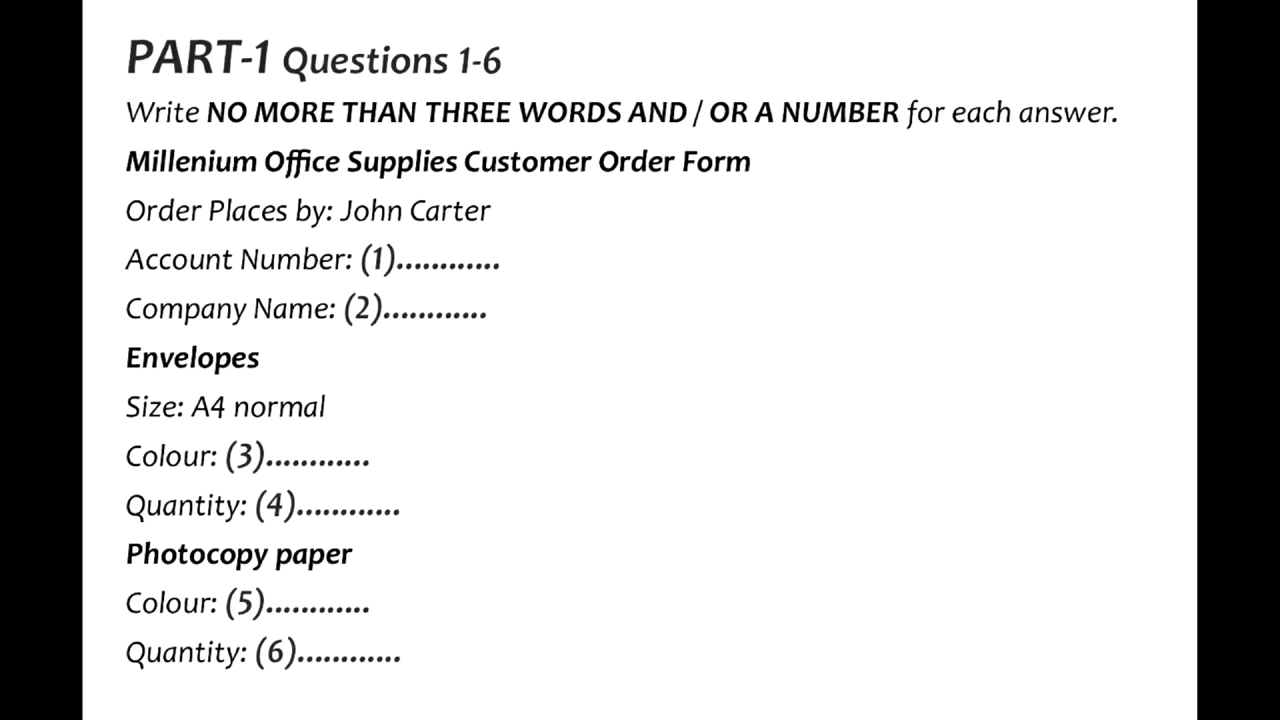 PART-1 Questions 1-6
Write NO MORE THAN THREE WORDS AND / OR A NUMBER for each answer.
Millenium Office Supplies Customer Order Form
Order Places by: John Carter
Account Number: (1)............
Company Name: (2)............
Envelopes
Size: A4 normal
Colour: (3)............
Quantity: (4)............
Photocopy paper
Colour: (5)............
Quantity: (6)............